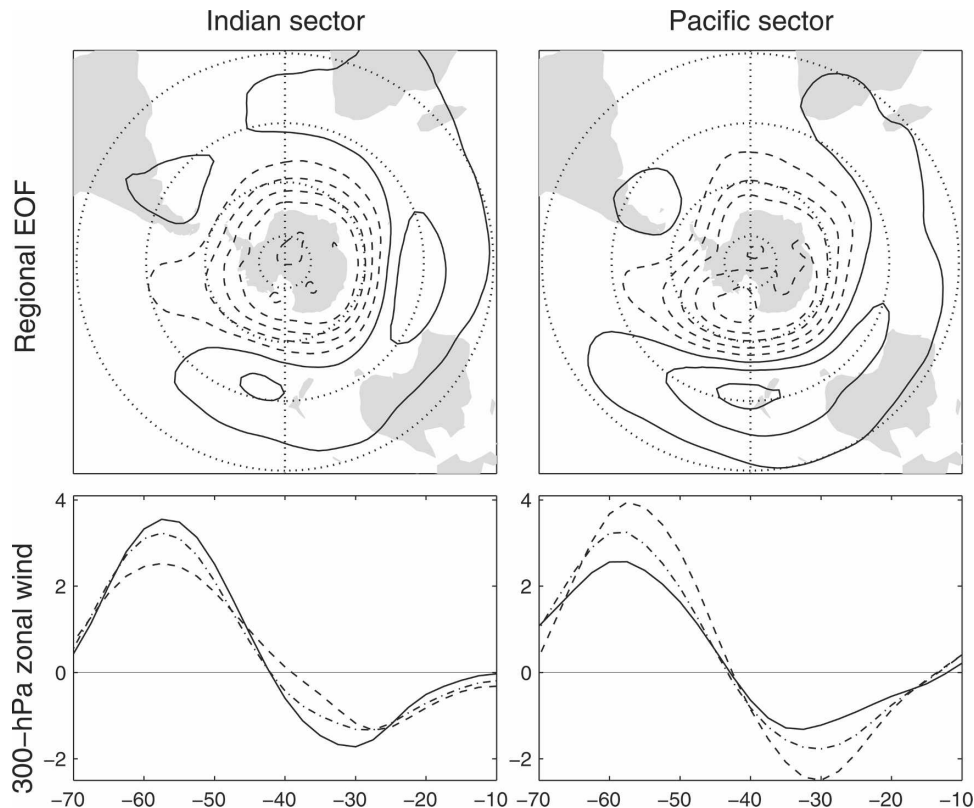 Indian sector
Pacific sector
Regional EOF
300-hPa zonal wind
4
2
0
−2
−70 −60 −50 −40 −30 −20 −10
4
2
0
−2
−70 −60 −50 −40 −30 −20 −10